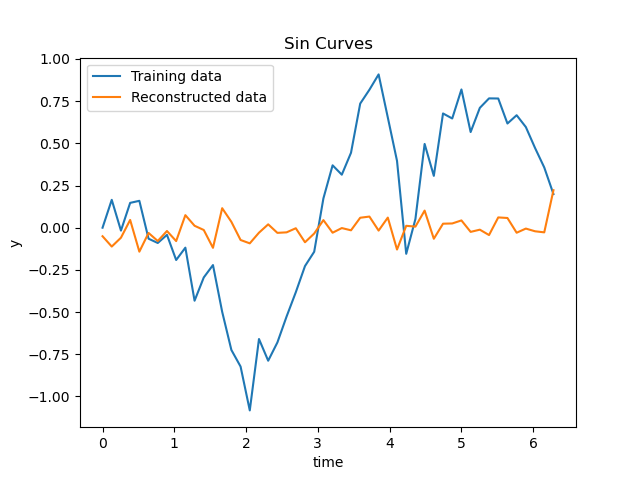 Sin Curves
Training data
Reconstructed data
1.00
0.75
0.50
0.25
0.00
−0.25
−0.50
−0.75
−1.00
y
0 1 2 3 4 5 6
time